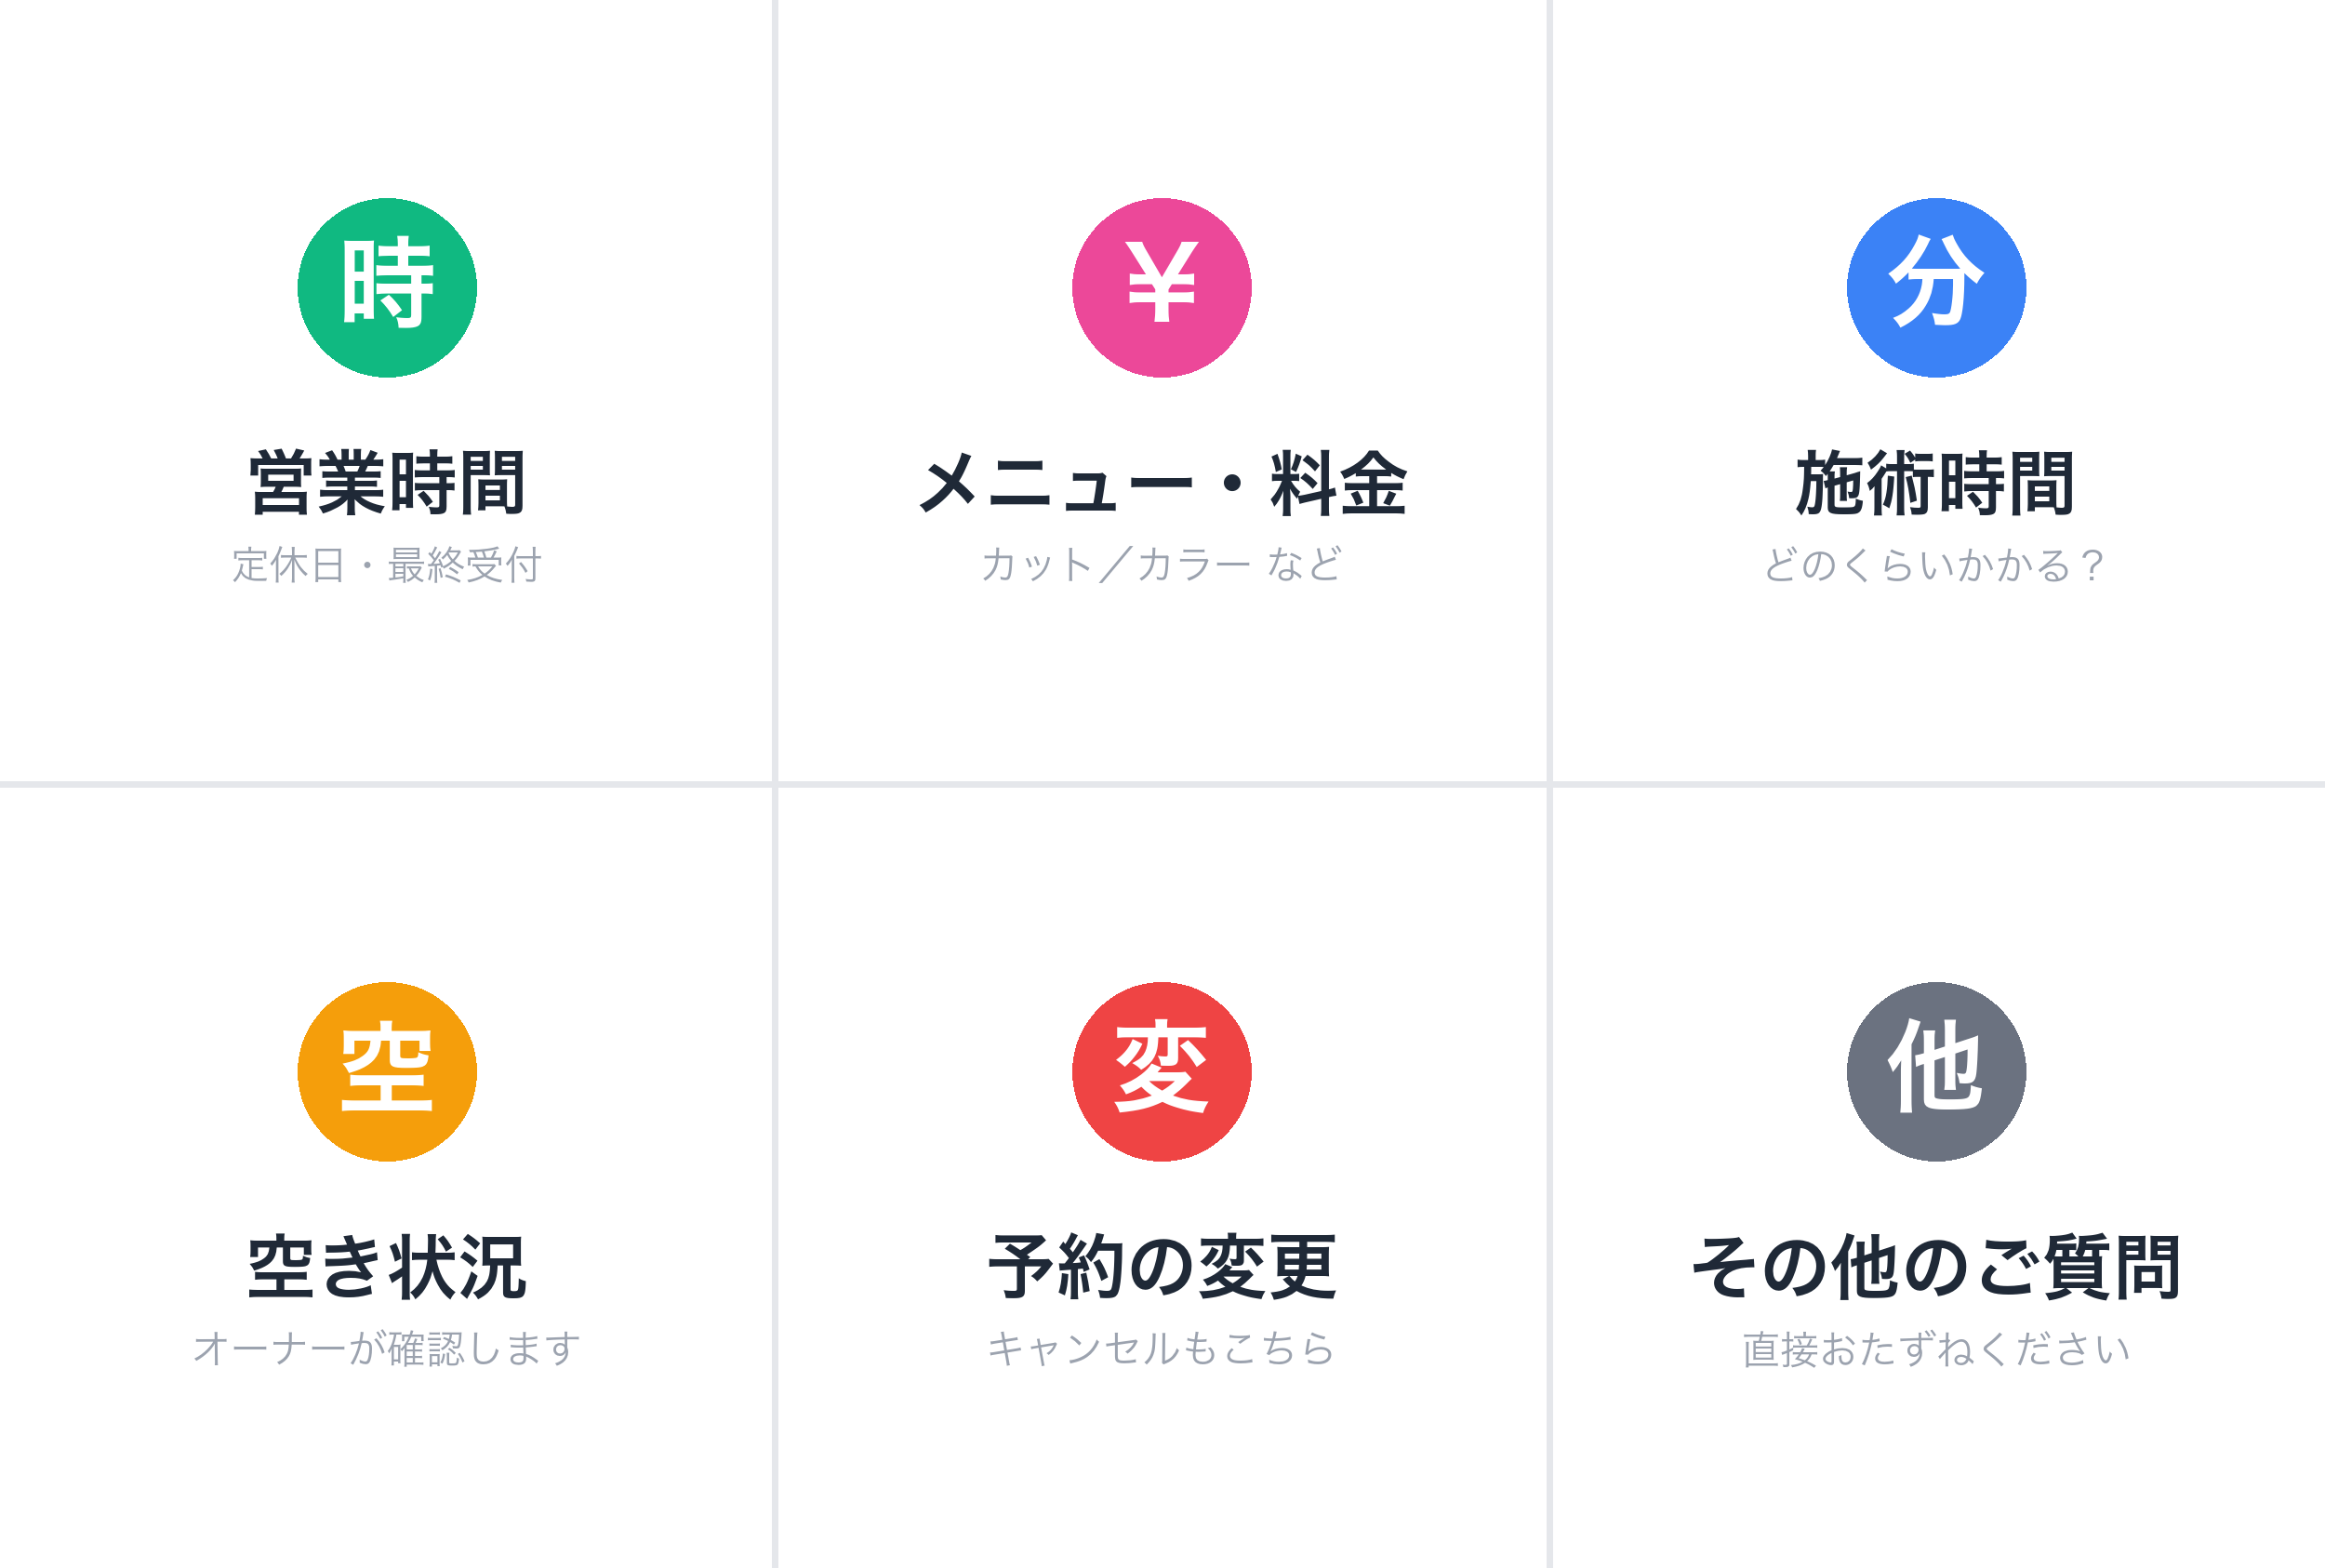 時
営業時間
定休日・最終受付
¥
メニュー・料金
カット／カラーなど
分
施術時間
どのくらいかかる？
空
空き状況
オーナーが確認します
変
予約の変更
キャンセルもこちら
他
その他のご質問
直接おたずねください